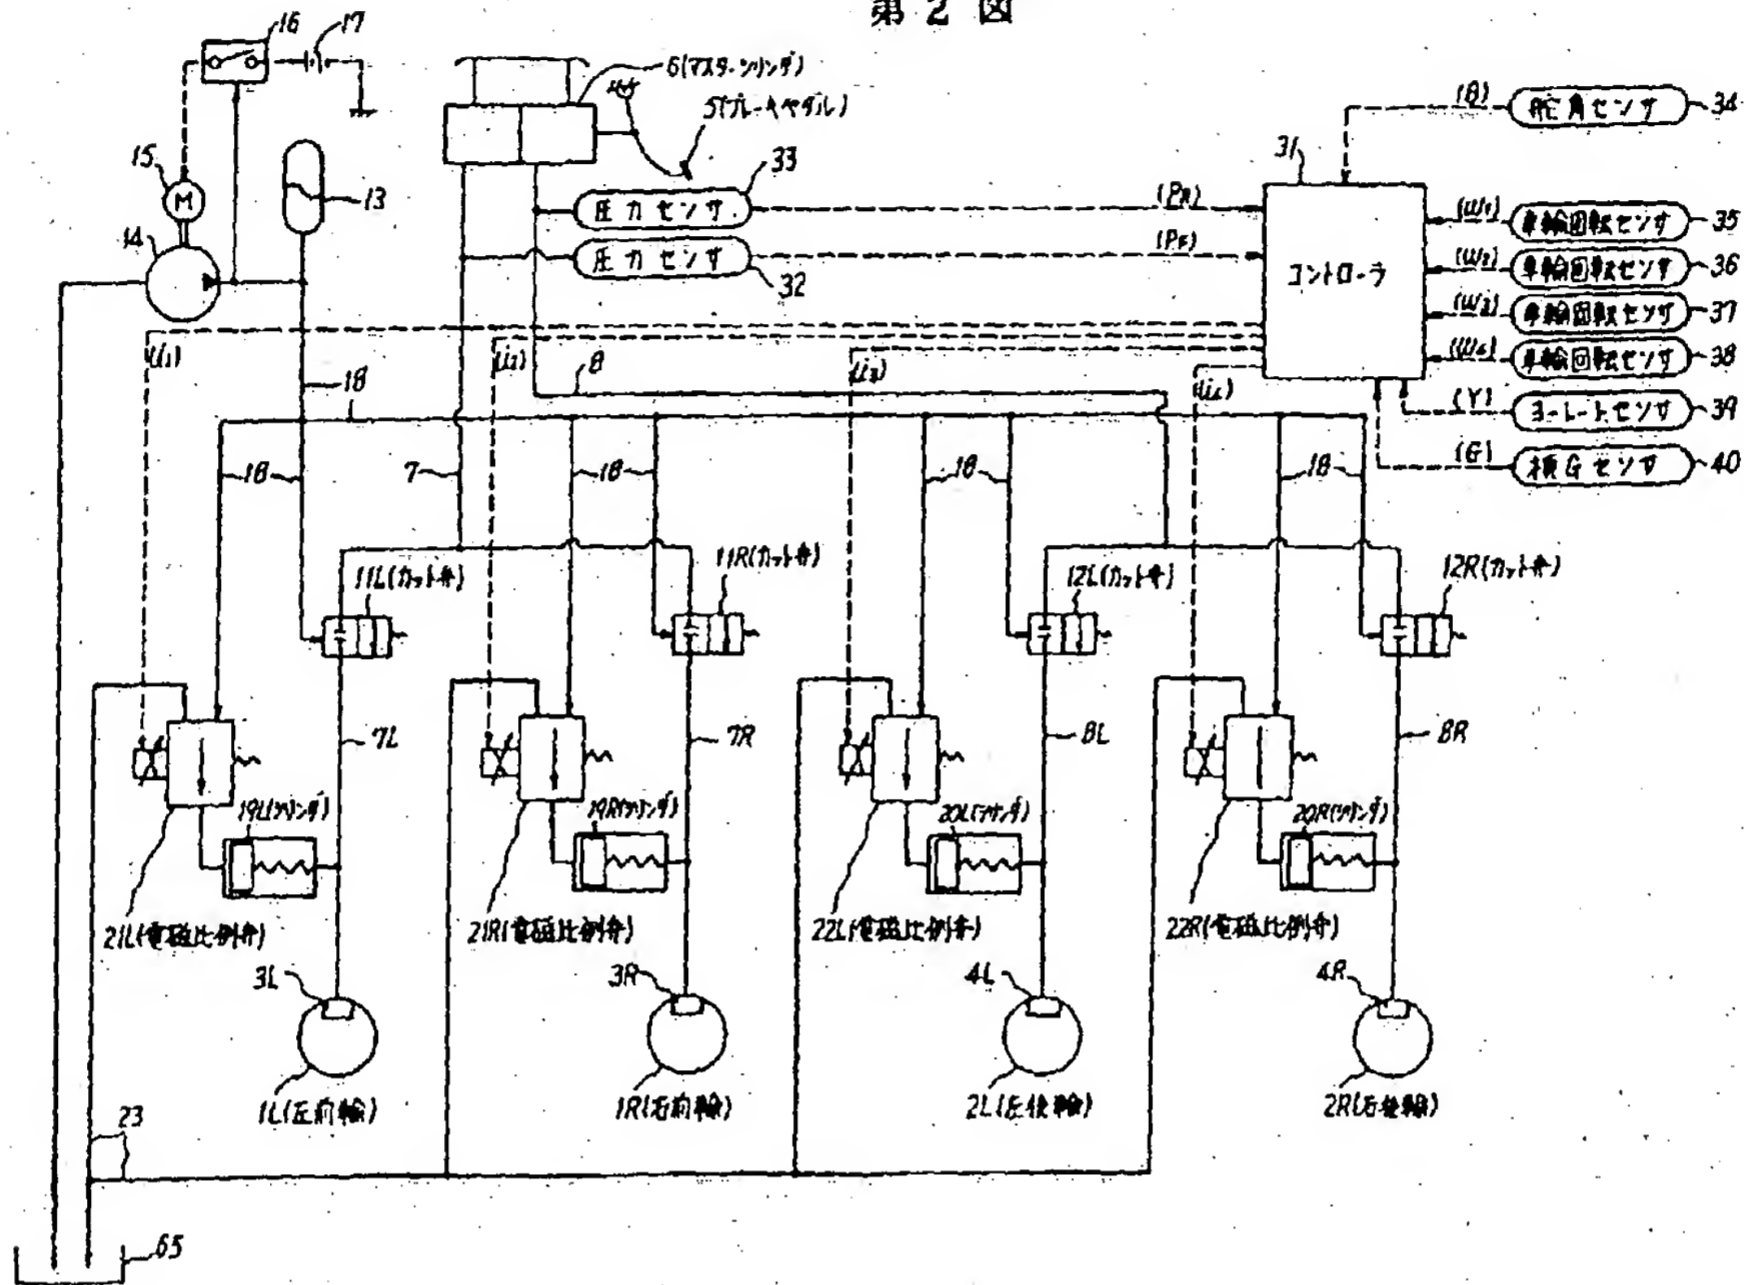 第2図
16
17
6(マスターシリンダ)
5(ブレーキペダル)
(θ)
舵角センサ
34
15
M
13
33
31
圧力センサ
(PR)
(W1)
車輪回転センサ
35
14
圧力センサ
(PF)
32
コントローラ
(W2)
車輪回転センサ
36
(W3)
車輪回転センサ
37
(W4)
車輪回転センサ
38
(i1)
(i2)
(i3)
(i4)
18
8
(Y)
ヨーレートセンサ
39
18
7
18
18
18
(G)
横Gセンサ
40
11L(カット弁)
11R(カット弁)
12L(カット弁)
12R(カット弁)
7L
7R
8L
8R
19L(シリンダ)
19R(シリンダ)
20L(シリンダ)
20R(シリンダ)
21L(電磁比例弁)
21R(電磁比例弁)
22L(電磁比例弁)
22R(電磁比例弁)
3L
3R
4L
4R
1L(左前輪)
1R(右前輪)
2L(左後輪)
2R(右後輪)
23
65